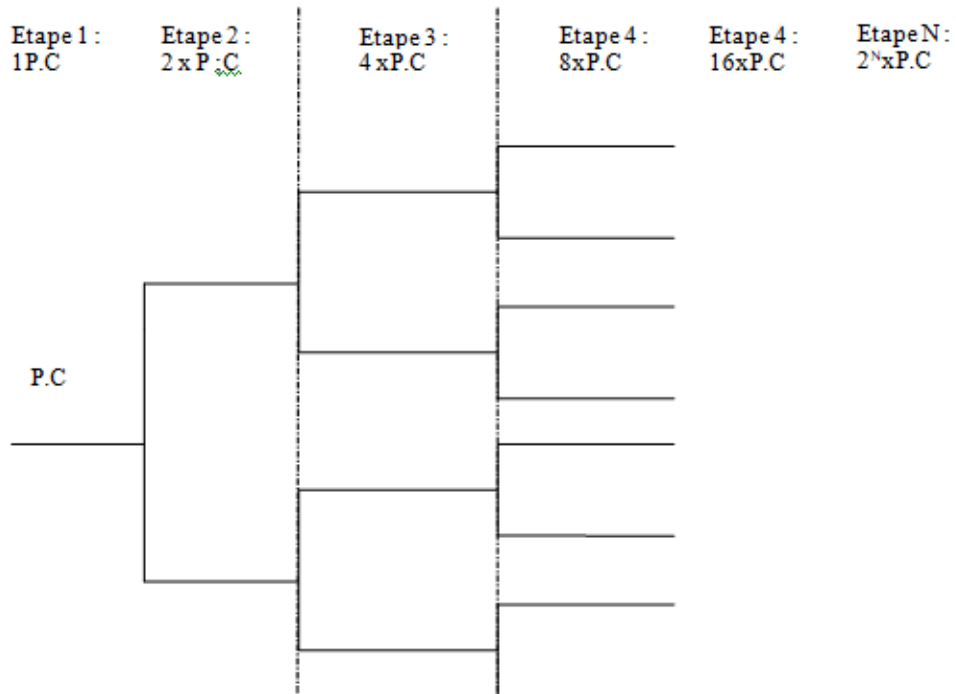 Etape 1 :
1P.C
Etape 2 :
2 x P ;C
Etape 3 :
4 xP.C
Etape 4 :
8xP.C
Etape 4 :
16xP.C
Etape N :
2ᴺxP.C
P.C